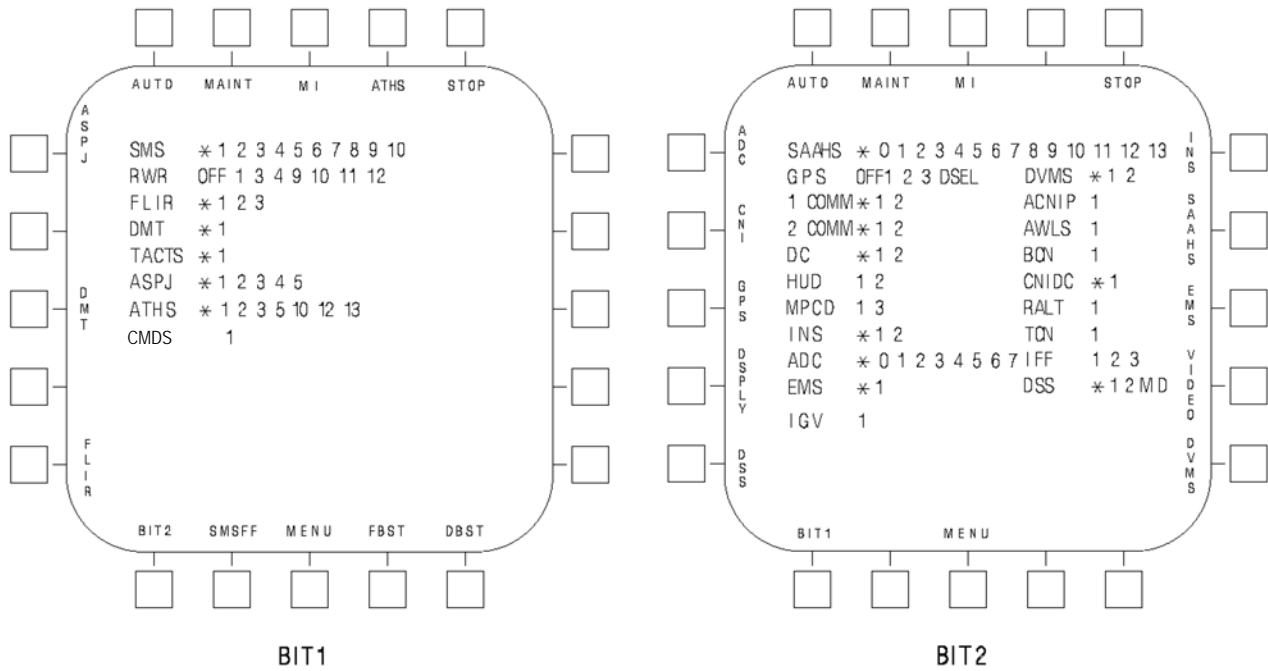 AUTO MAINT MI ATHS STOP
ASPJ
DMT
FLIR
SMS * 1 2 3 4 5 6 7 8 9 10
RWR OFF 1 3 4 9 10 11 12
FLIR * 1 2 3
DMT * 1
TACTS * 1
ASPJ * 1 2 3 4 5
ATHS * 1 2 3 5 10 12 13
CMDS 1
BIT2 SMSFF MENU FBST DBST
BIT1
AUTO MAINT MI STOP
ADC
CNI
GPS
DSPLY
DSS
SAAHS * 0 1 2 3 4 5 6 7 8 9 10 11 12 13
GPS OFF 1 2 3 DSEL DVMS * 1 2
1 COMM * 1 2 ACNIP 1
2 COMM * 1 2 AWLS 1
DC * 1 2 BCN 1
HUD 1 2 CNIDC * 1
MPCD 1 3 RALT 1
INS * 1 2 TCN 1
ADC * 0 1 2 3 4 5 6 7 IFF 1 2 3
EMS * 1 DSS * 1 2 MD
IGV 1
INS
SAAHS
EMS
VIDEO
DVMS
BIT1 MENU
BIT2